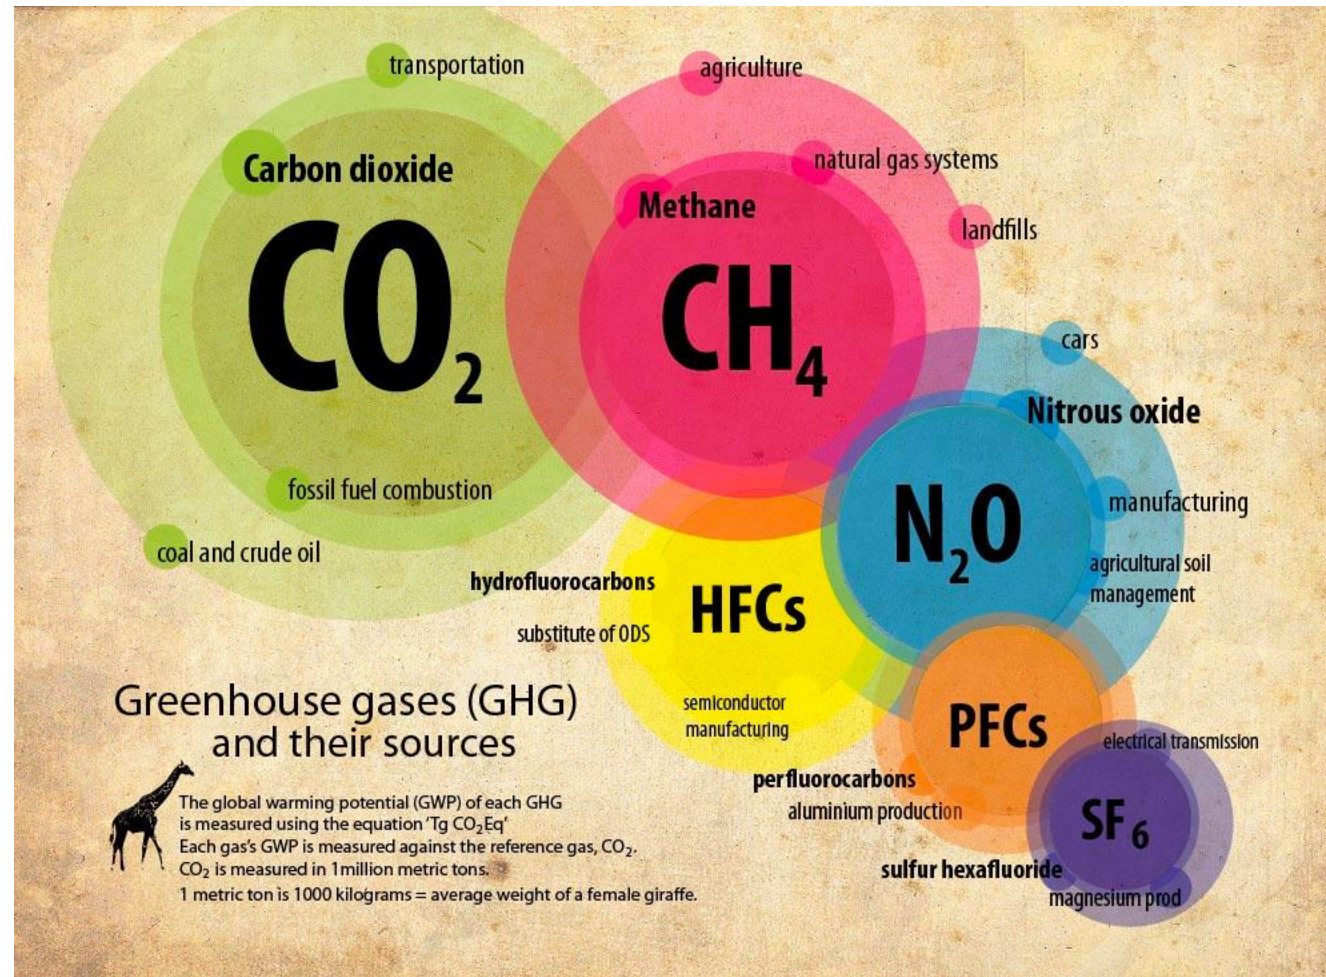 transportation
Carbon dioxide
CO₂
fossil fuel combustion
coal and crude oil
agriculture
natural gas systems
Methane
landfills
CH₄
cars
Nitrous oxide
N₂O
manufacturing
agricultural soil
management
hydrofluorocarbons
HFCs
substitute of ODS
semiconductor
manufacturing
PFCs
perfluorocarbons
aluminium production
electrical transmission
SF₆
sulfur hexafluoride
magnesium prod
Greenhouse gases (GHG)
and their sources
The global warming potential (GWP) of each GHG
is measured using the equation 'Tg CO₂Eq'
Each gas's GWP is measured against the reference gas, CO₂.
CO₂ is measured in 1million metric tons.
1 metric ton is 1000 kilograms = average weight of a female giraffe.